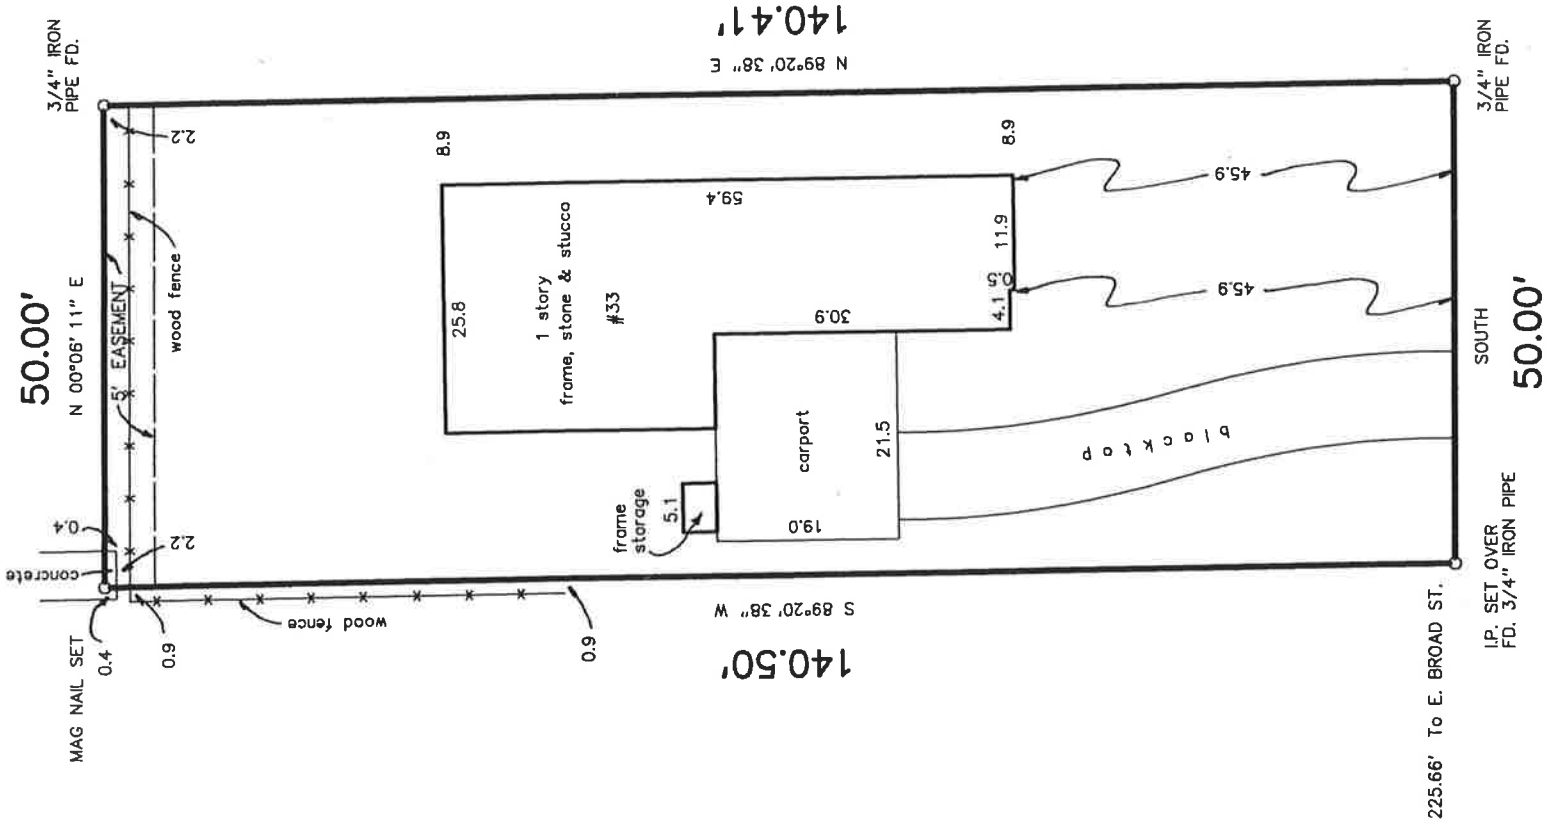 50.00'
N 00°06' 11" E
3/4" IRON
PIPE FD.
140.41'
N 89°20' 38" E
2.2
5' EASEMENT
wood fence
0.4
concrete
2.2
MAG NAIL SET
0.4
0.9
wood fence
0.9
S 89°20' 38" W
140.50'
8.9
8.9
59.4
25.8
1 story
frame, stone & stucco
#33
30.9
11.9
0.5
4.1
45.9
45.9
carport
21.5
19.0
frame
storage
5.1
blacktop
3/4" IRON
PIPE FD.
SOUTH
50.00'
I.P. SET OVER
FD. 3/4" IRON PIPE
225.66' To E. BROAD ST.